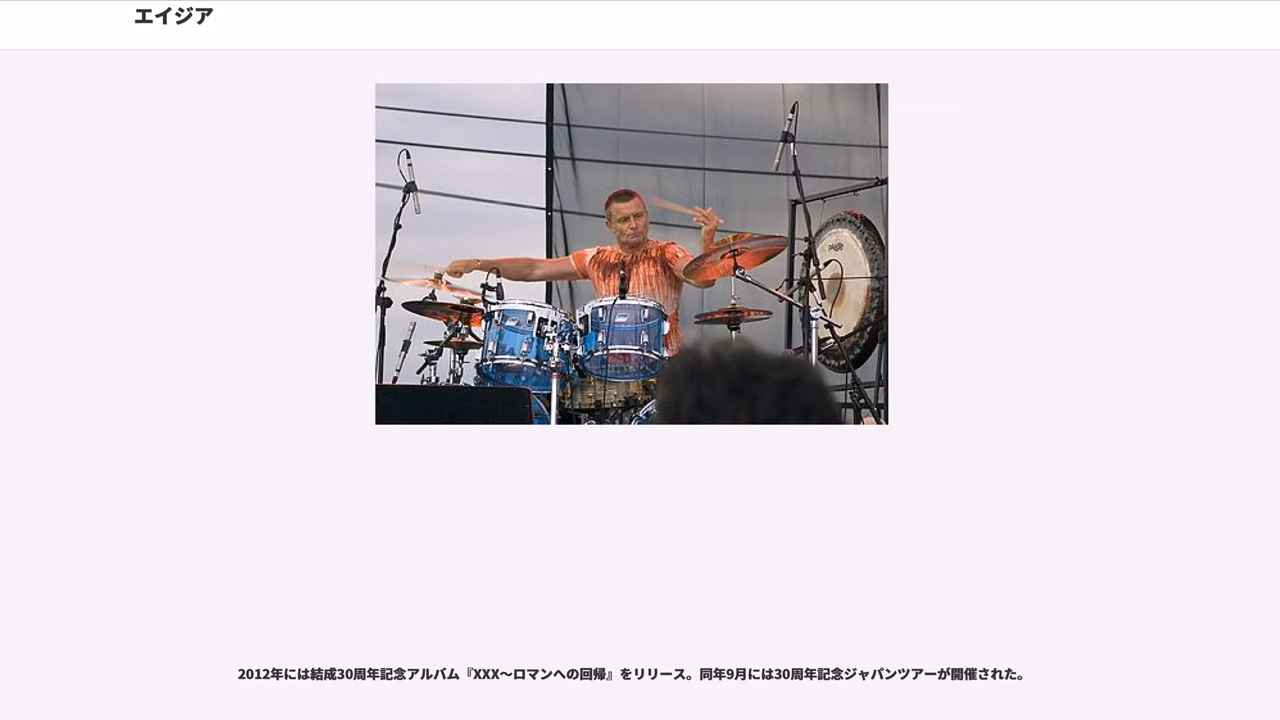 エイジア
PAISTE
2012年には結成30周年記念アルバム『XXX〜ロマンへの回帰』をリリース。同年9月には30周年記念ジャパンツアーが開催された。